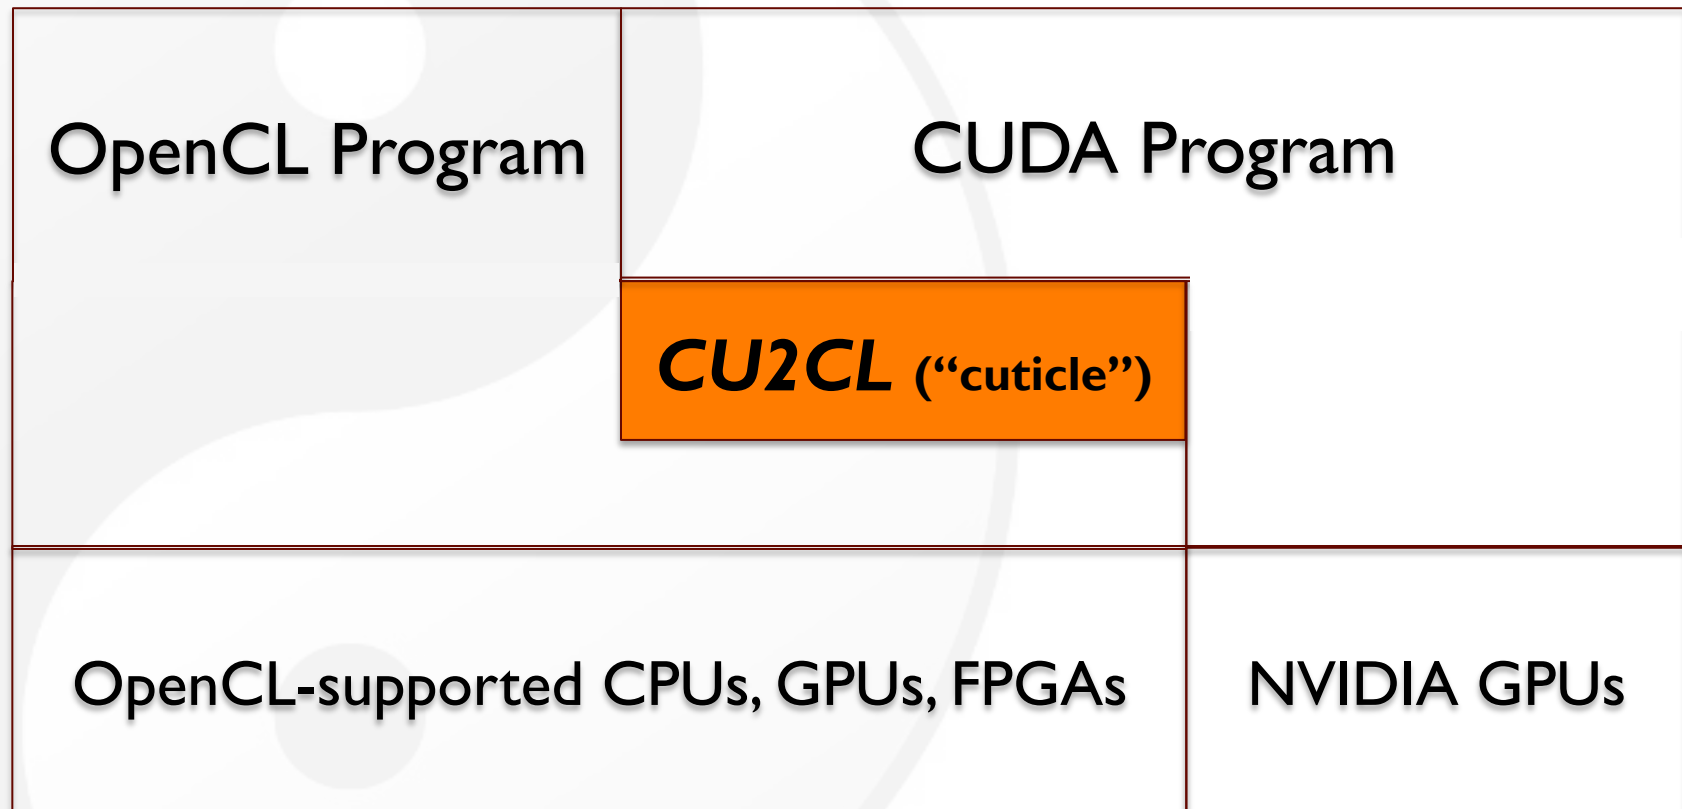 OpenCL Program
CUDA Program
CU2CL (“cuticle”)
OpenCL-supported CPUs, GPUs, FPGAs
NVIDIA GPUs